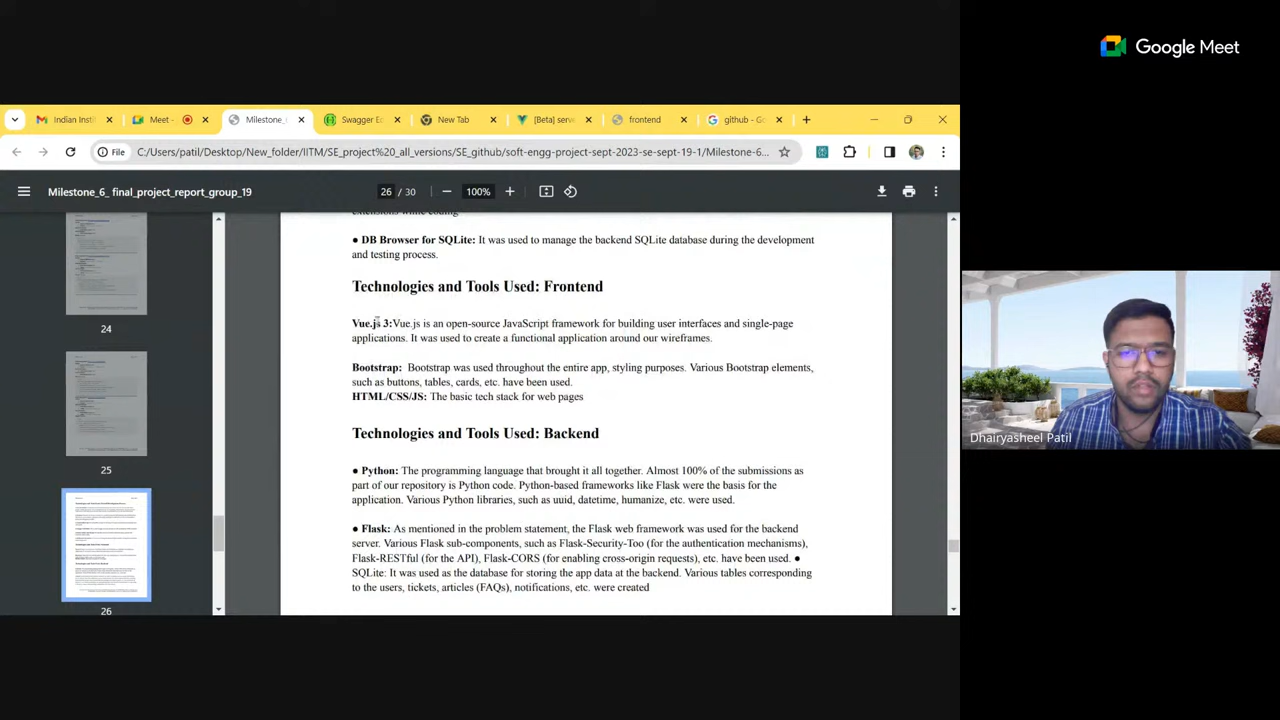 Google Meet
Indian Insti
Meet -
Milestone_
Swagger E
New Tab
[Beta] serv
frontend
github - Go
File
C:/Users/patil/Desktop/New_folder/IITM/SE_project%20_all_versions/SE_github/soft-engg-project-sept-2023-se-sept-19-1/Milestone-6...
Milestone_6_ final_project_report_group_19
26 / 30
100%
extensions while coding
● DB Browser for SQLite: It was used to manage the backend SQLite database during the development
and testing process.
Technologies and Tools Used: Frontend
Vue.js 3:Vue.js is an open-source JavaScript framework for building user interfaces and single-page
applications. It was used to create a functional application around our wireframes.
Bootstrap: Bootstrap was used throughout the entire app, styling purposes. Various Bootstrap elements,
such as buttons, tables, cards, etc. have been used.
HTML/CSS/JS: The basic tech stack for web pages
Technologies and Tools Used: Backend
● Python: The programming language that brought it all together. Almost 100% of the submissions as
part of our repository is Python code. Python-based frameworks like Flask were the basis for the
application. Various Python libraries, such as uuid, datetime, humanize, etc. were used.
● Flask: As mentioned in the problem statement, the Flask web framework was used for the backend
server. Various Flask sub-components, such as Flask-Security-Too (for the authentication mechanisms),
Flask-RESTful (for the API), Flask-CORS (for enabling cross-origin requests), etc. have been used. ●
SQLite: It was used as the database for storing the app data at the backend. Various tables corresponding
to the users, tickets, articles (FAQs), notifications, etc. were created
24
25
26
Dhairyasheel Patil